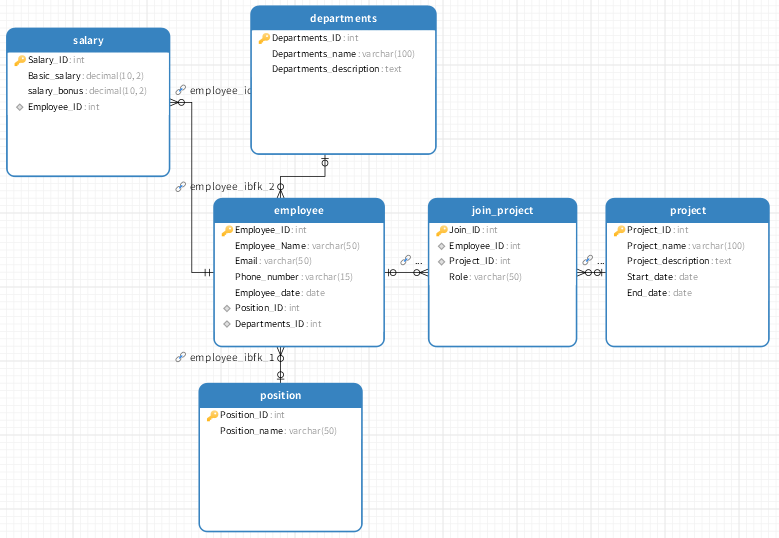 departments
Departments_ID: int
Departments_name: varchar(100)
Departments_description: text
salary
Salary_ID: int
Basic_salary: decimal(10, 2)
salary_bonus: decimal(10, 2)
Employee_ID: int
employee_id
employee_ibfk_2
employee
Employee_ID: int
Employee_Name: varchar(50)
Email: varchar(50)
Phone_number: varchar(15)
Employee_date: date
Position_ID: int
Departments_ID: int
...
join_project
Join_ID: int
Employee_ID: int
Project_ID: int
Role: varchar(50)
...
project
Project_ID: int
Project_name: varchar(100)
Project_description: text
Start_date: date
End_date: date
employee_ibfk_1
position
Position_ID: int
Position_name: varchar(50)